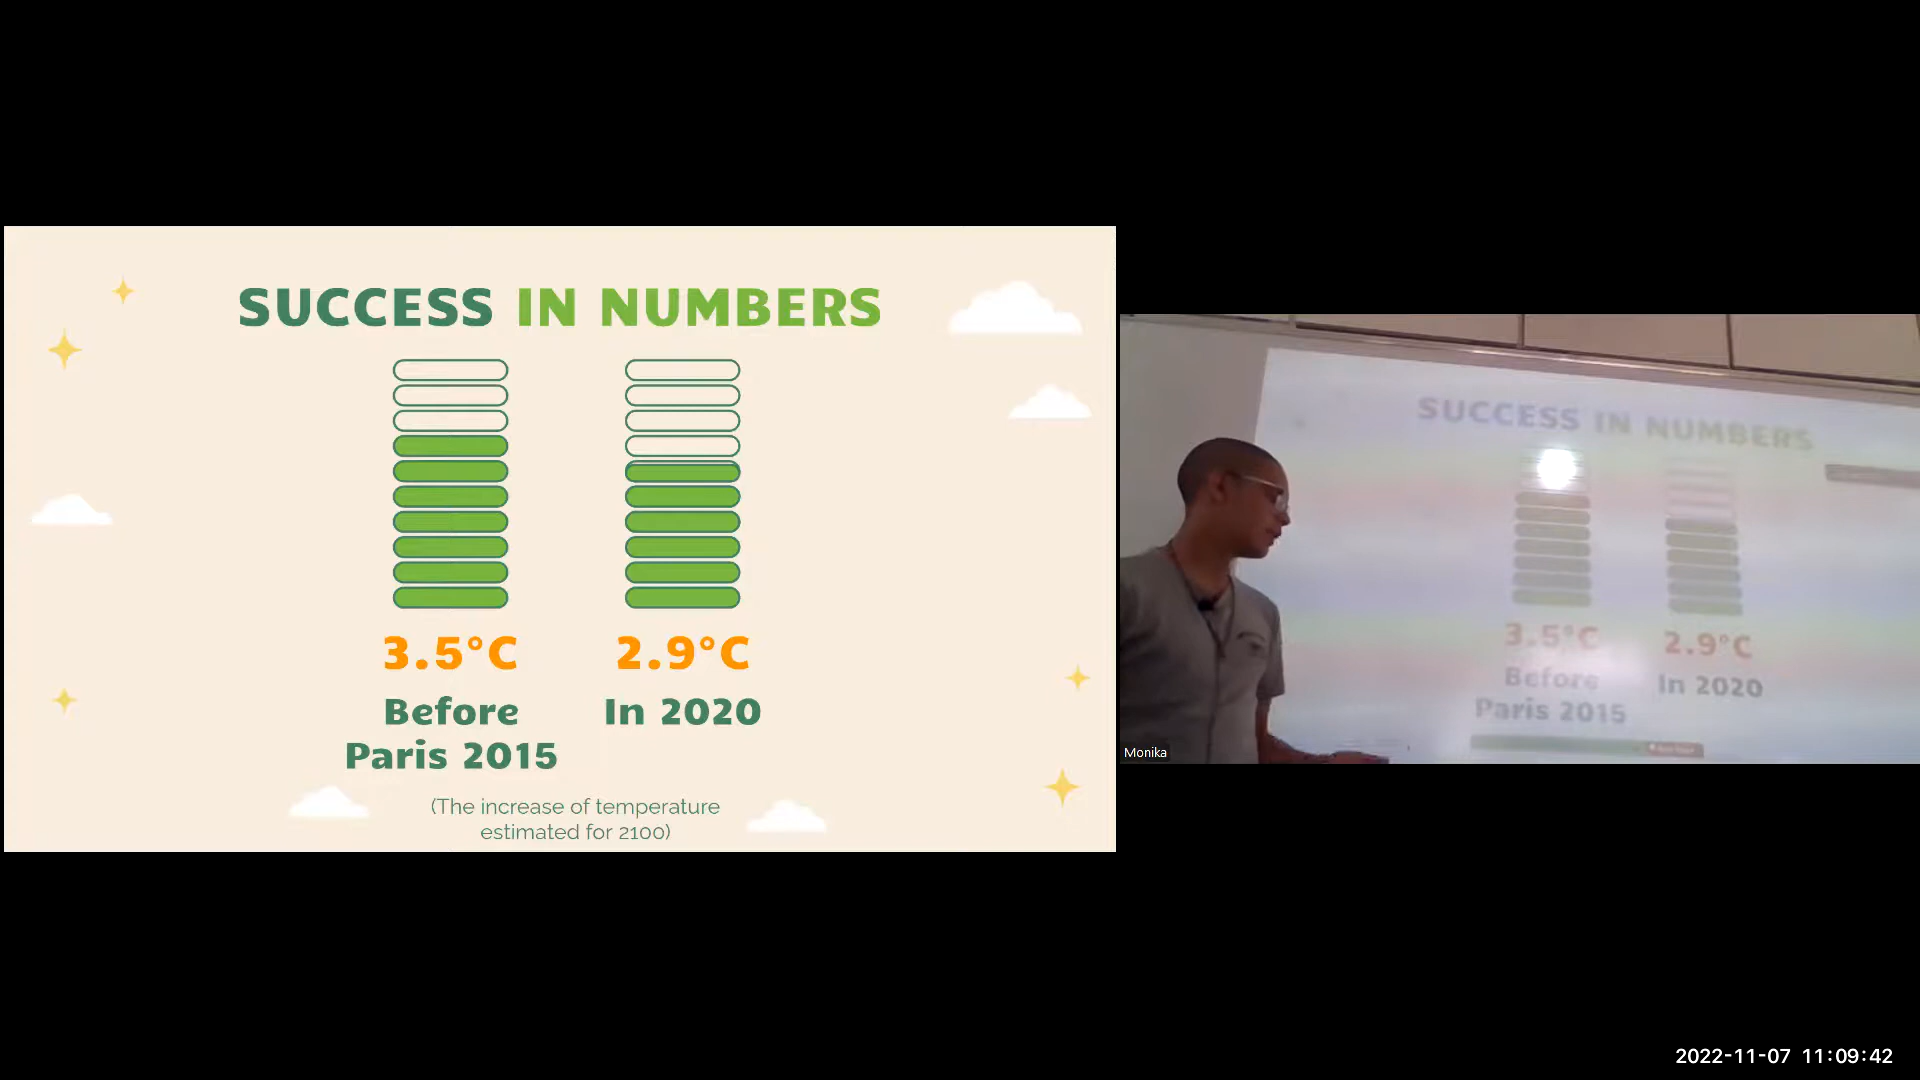 SUCCESS IN NUMBERS
3.5°C
2.9°C
Before
Paris 2015
In 2020
(The increase of temperature
estimated for 2100)
SUCCESS IN NUMBERS
3.5°C
2.9°C
Before
Paris 2015
In 2020
Monika
2022-11-07 11:09:42